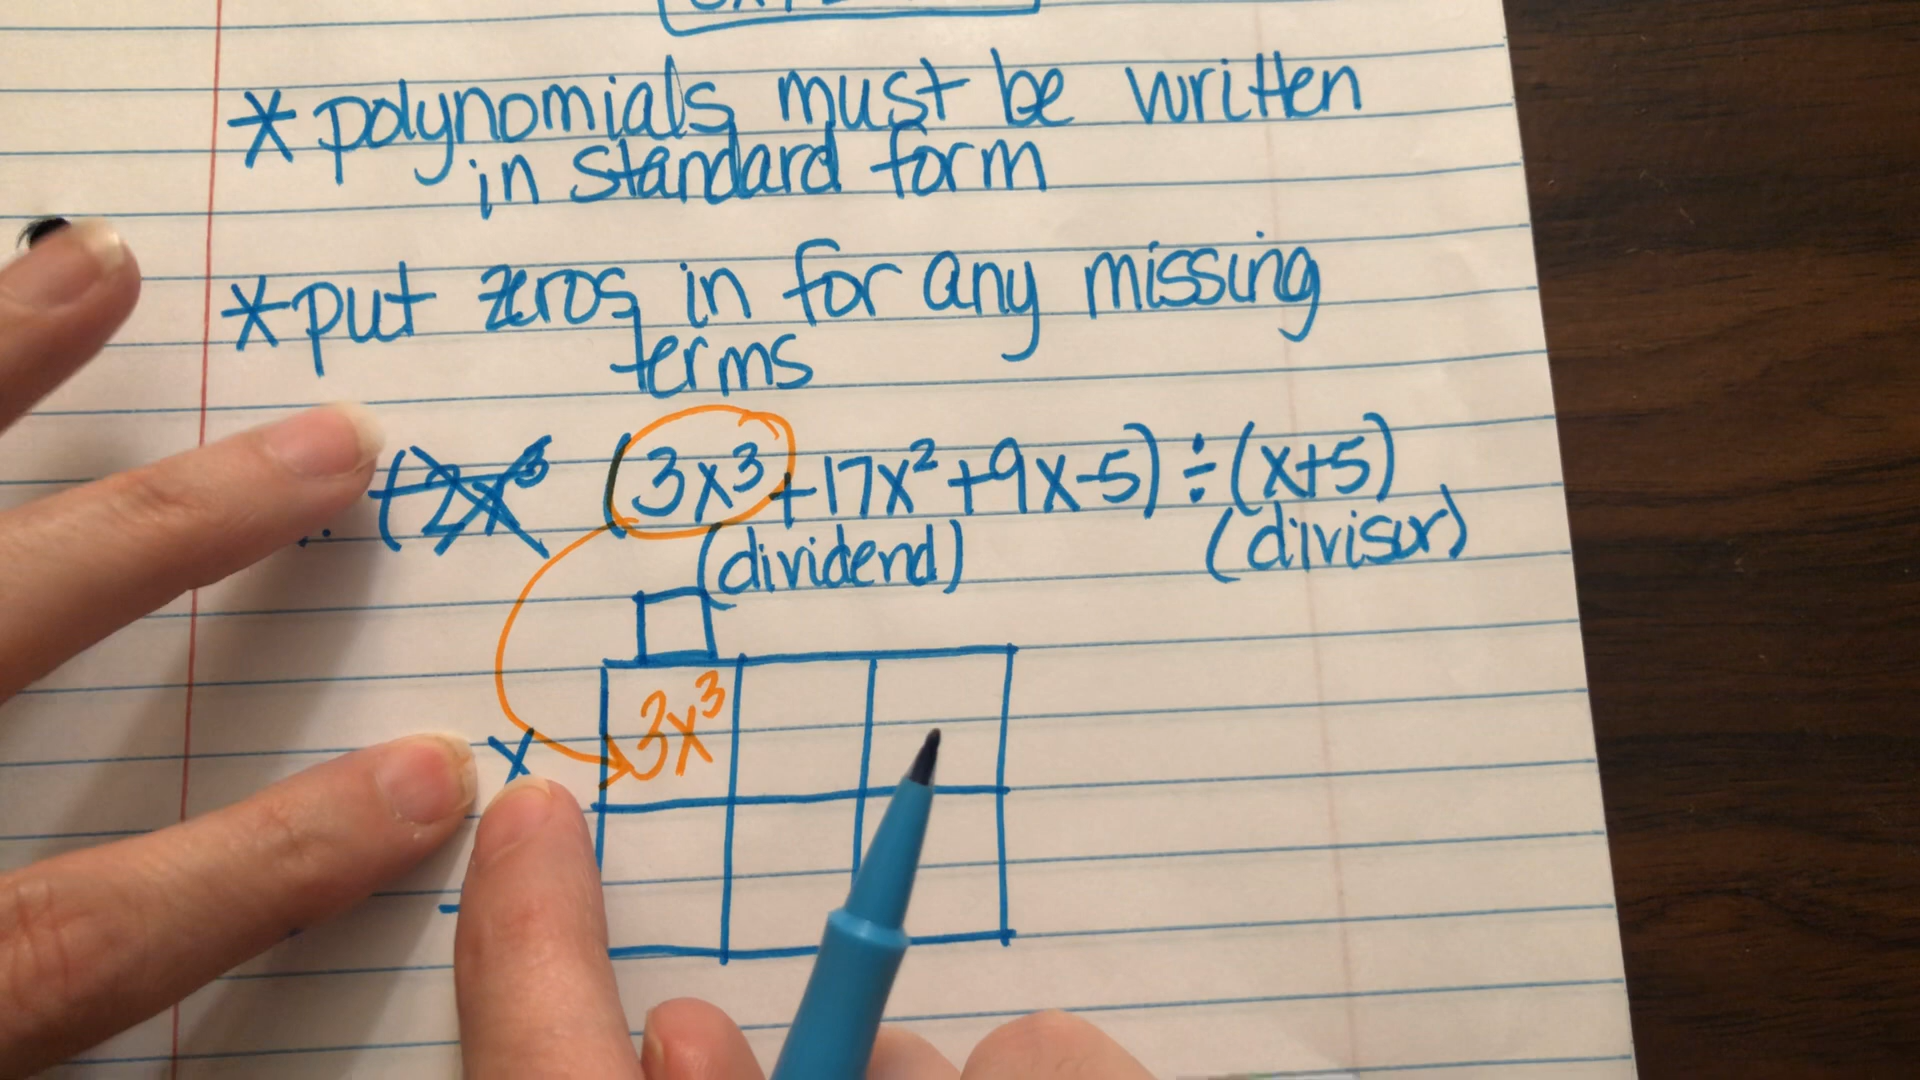 * polynomials must be written
in standard form
* put zeros in for any missing
terms
(2x³ (3x³+17x²+9x-5)÷(x+5)
(dividend) (divisor)
3x³
x